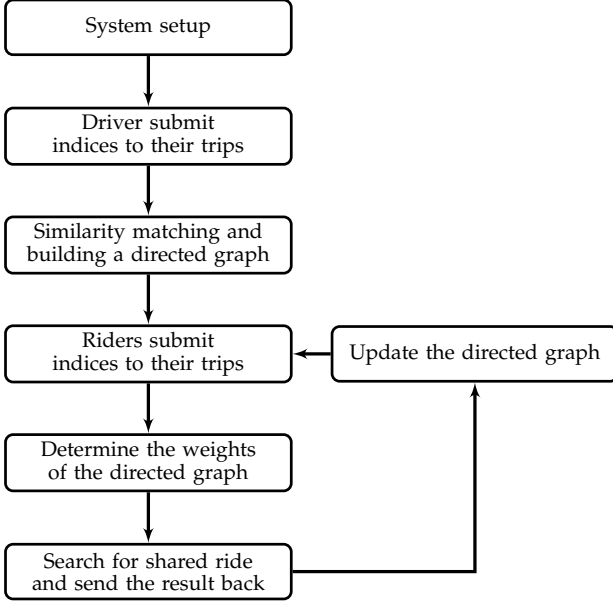 System setup
Driver submit
indices to their trips
Similarity matching and
building a directed graph
Riders submit
indices to their trips
Update the directed graph
Determine the weights
of the directed graph
Search for shared ride
and send the result back